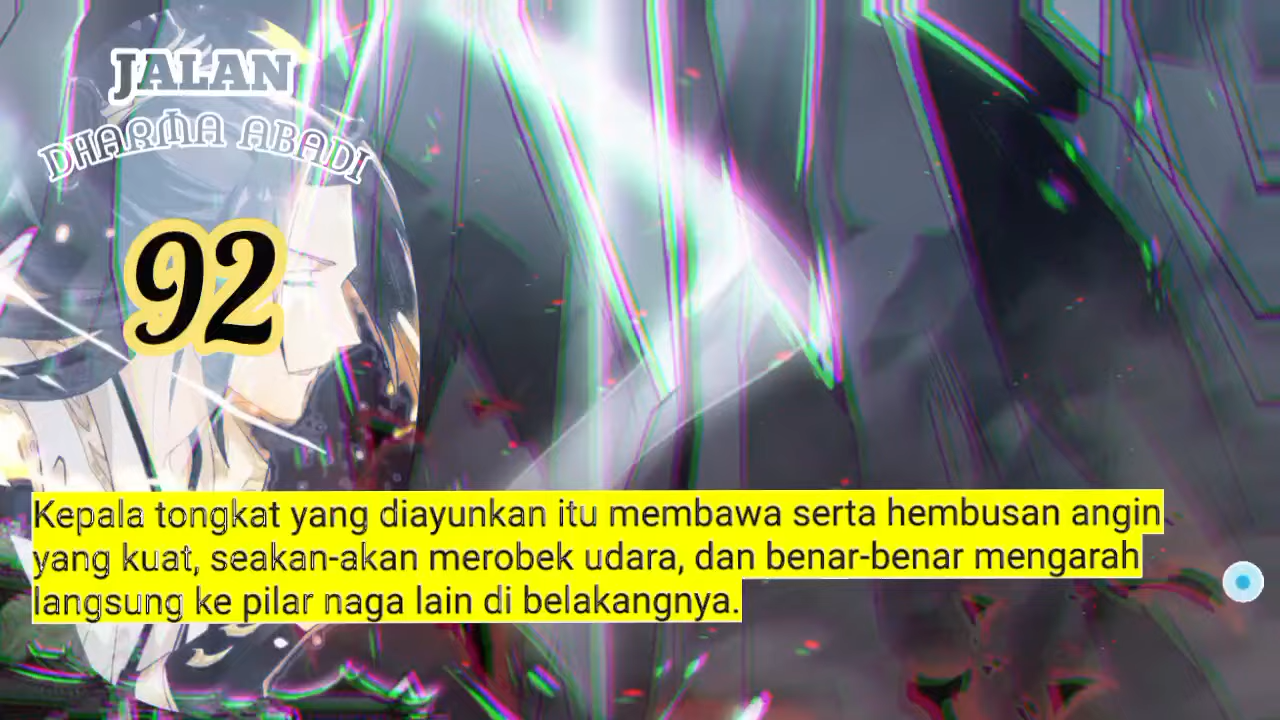 JALAN
DHARMA ABADI
92
Kepala tongkat yang diayunkan itu membawa serta hembusan angin
yang kuat, seakan-akan merobek udara, dan benar-benar mengarah
langsung ke pilar naga lain di belakangnya.